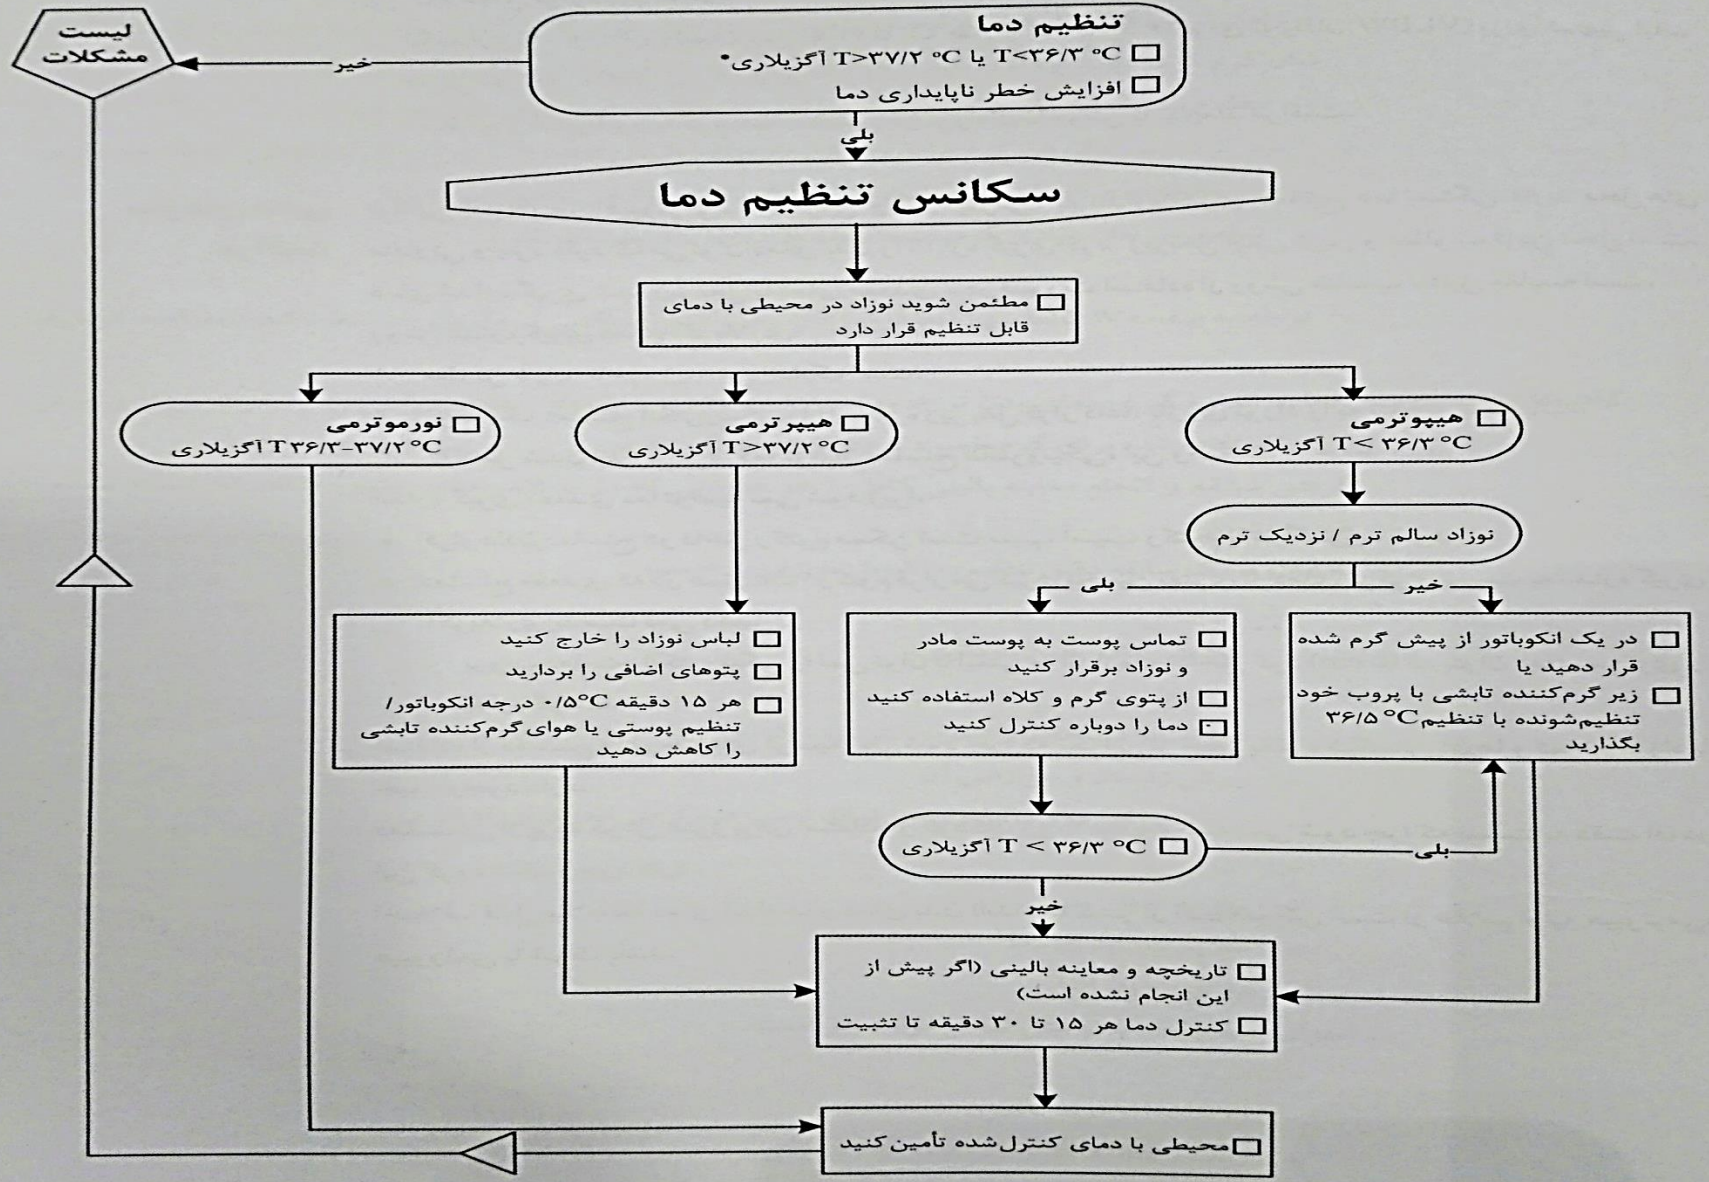 تنظیم دما
T<۳۶/۳ °C یا T>۳۷/۲ °C آگزیلاری*
افزایش خطر ناپایداری دما
خیر
لیست
مشکلات
بلی
سکانس تنظیم دما
مطئمن شوید نوزاد در محیطی با دمای
قابل تنظیم قرار دارد
هیپوترمی
T< ۳۶/۳ °C آگزیلاری
هیپرترمی
T>۳۷/۲ °C آگزیلاری
نورموترمی
T ۳۶/۳-۳۷/۲ °C آگزیلاری
نوزاد سالم ترم / نزدیک ترم
خیر
بلی
در یک انکوباتور از پیش گرم شده
قرار دهید یا
زیر گرم‌کننده تابشی با پروب خود
تنظیم‌شونده با تنظیم ۳۶/۵ °C
بگذارید
تماس پوست به پوست مادر
و نوزاد برقرار کنید
از پتوی گرم و کلاه استفاده کنید
دما را دوباره کنترل کنید
لباس نوزاد را خارج کنید
پتوهای اضافی را بردارید
هر ۱۵ دقیقه ۰/۵°C درجه انکوباتور/
تنظیم پوستی یا هوای گرم‌کننده تابشی
را کاهش دهید
T < ۳۶/۳ °C آگزیلاری
بلی
خیر
تاریخچه و معاینه بالینی (اگر پیش از
این انجام نشده است)
کنترل دما هر ۱۵ تا ۳۰ دقیقه تا تثبیت
محیطی با دمای کنترل‌شده تأمین کنید